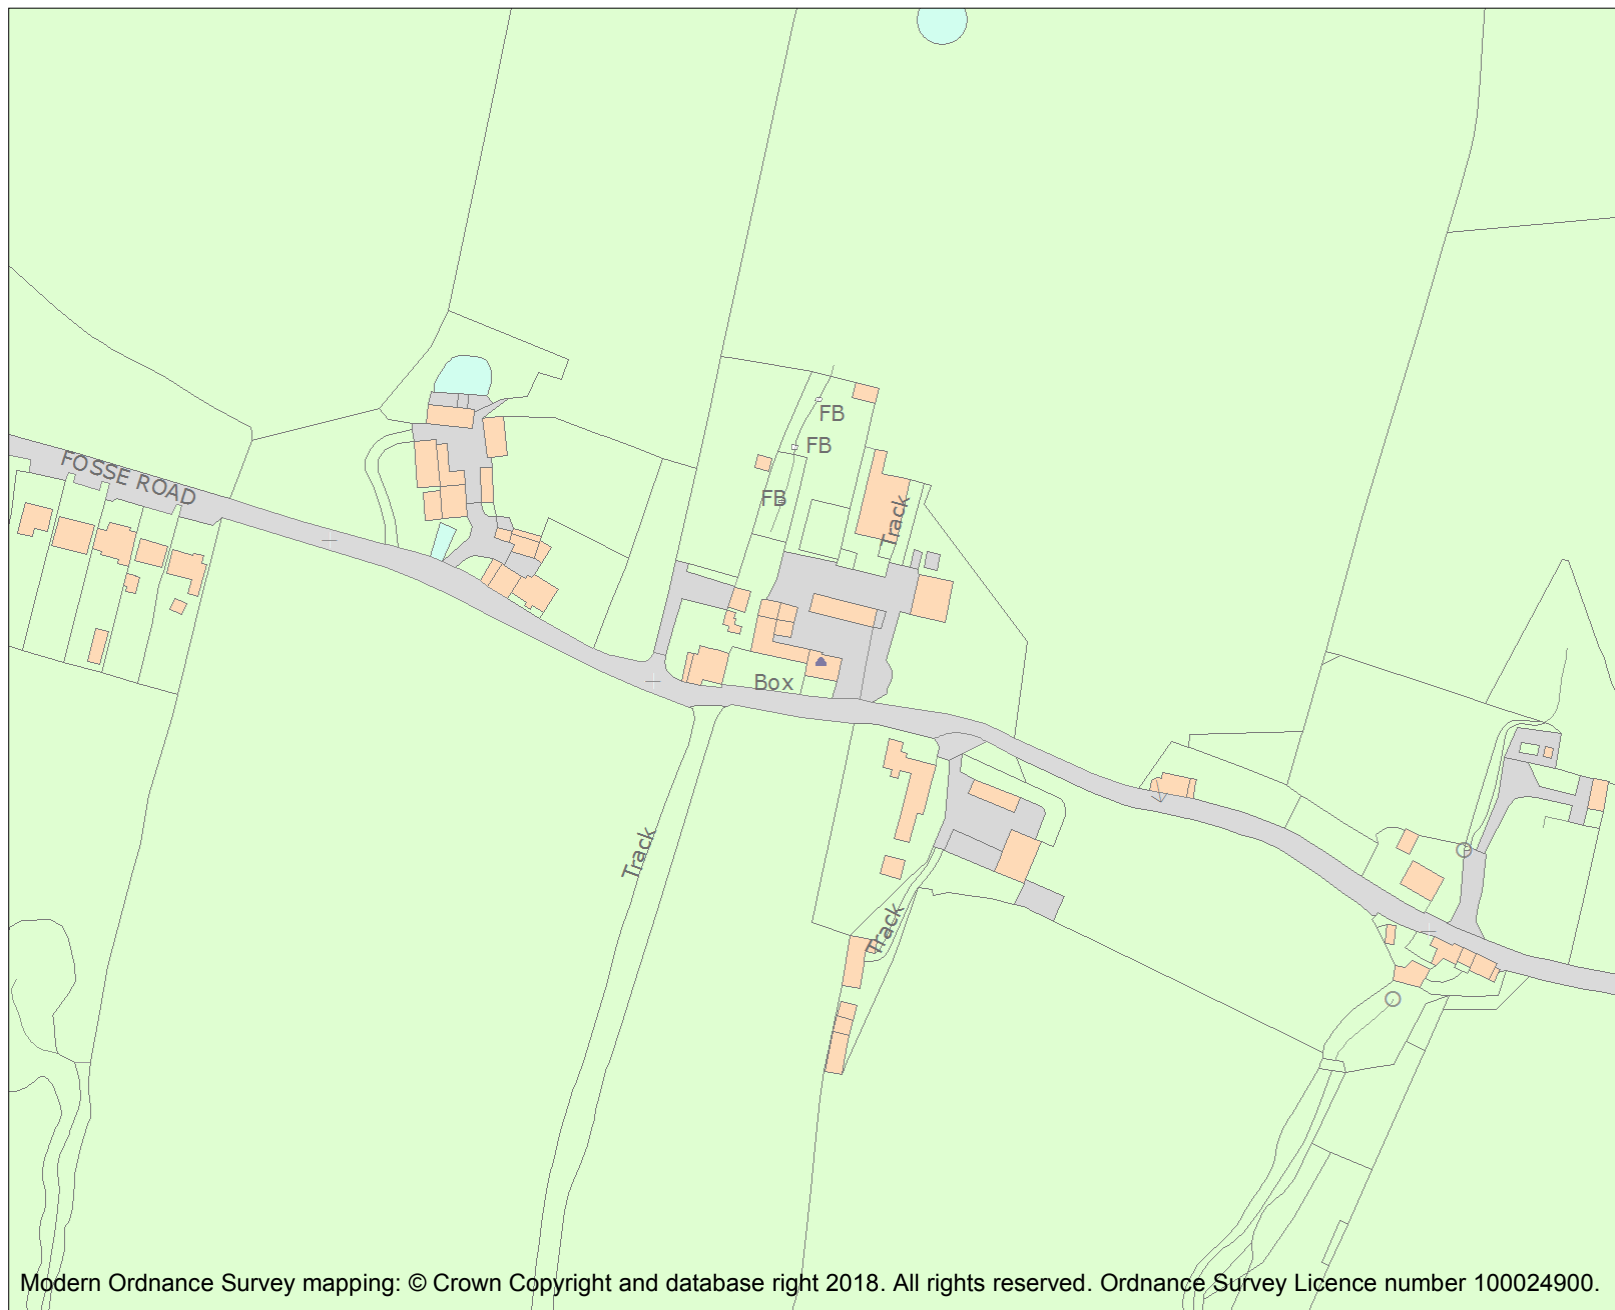 FB
FB
FOSSE ROAD
FB
Track
Box
Track
Track
Modern Ordnance Survey mapping: © Crown Copyright and database right 2018. All rights reserved. Ordnance Survey Licence number 100024900.